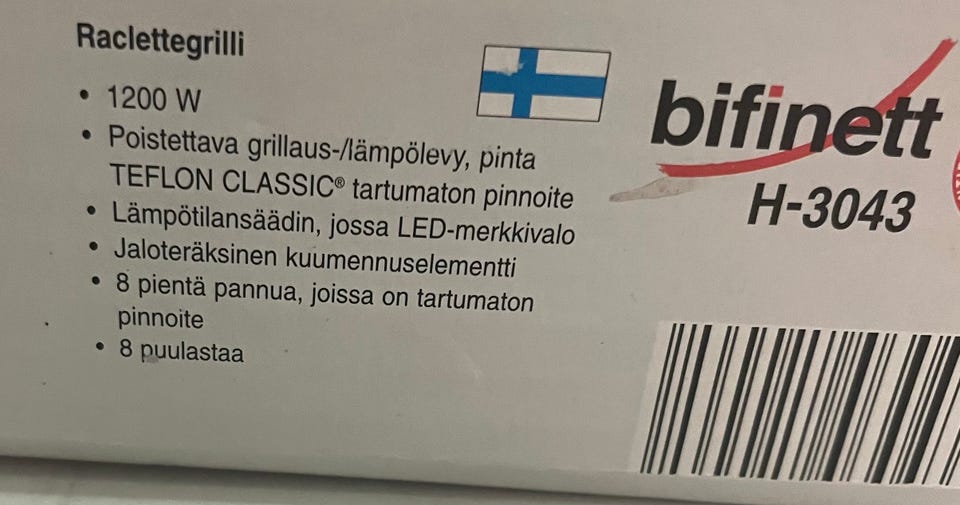 Raclettegrilli
• 1200 W
• Poistettava grillaus-/lämpölevy, pinta
TEFLON CLASSIC® tartumaton pinnoite
• Lämpötilansäädin, jossa LED-merkkivalo
• Jaloteräksinen kuumennuselementti
• 8 pientä pannua, joissa on tartumaton
pinnoite
• 8 puulastaa
bifinett
H-3043